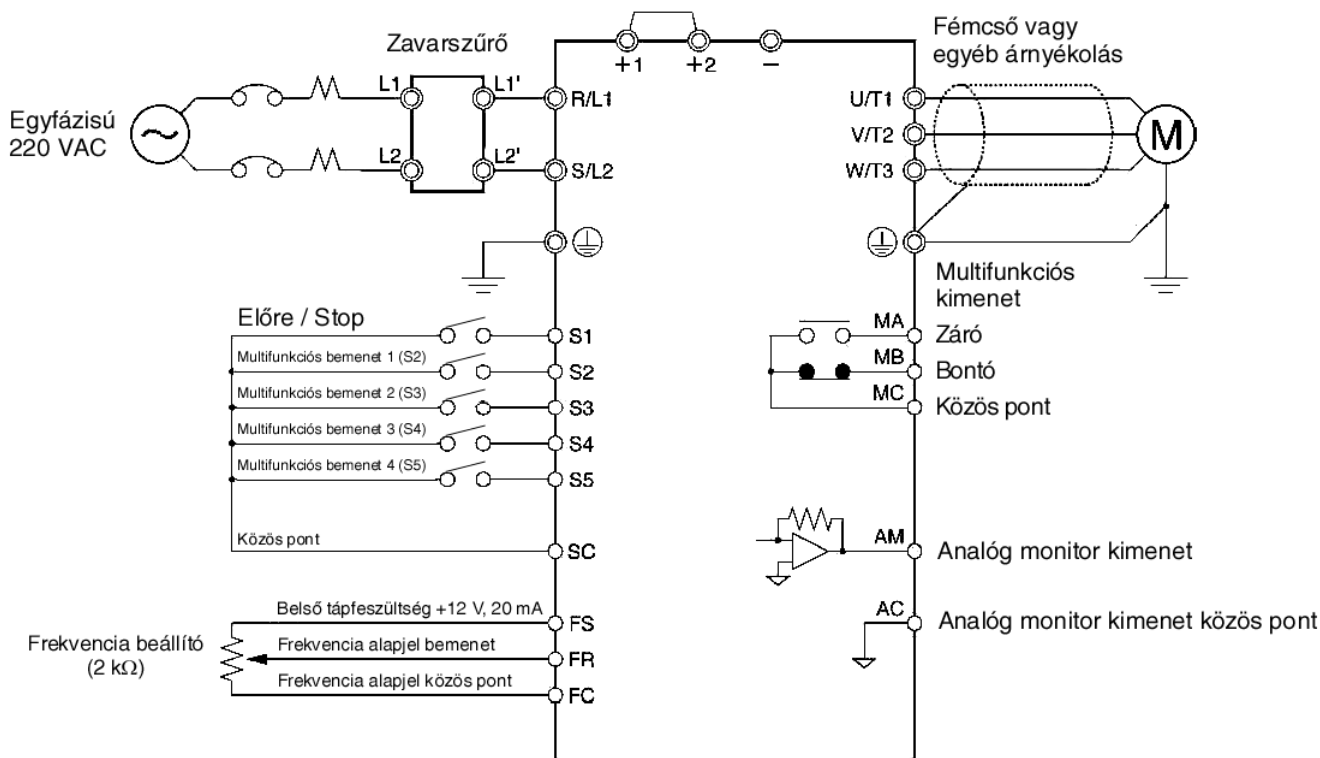 Zavarszűrő
+1
+2
–
Fémcső vagy
egyéb árnyékolás
Egyfázisú
220 VAC
L1
L1'
R/L1
L2
L2'
S/L2
U/T1
V/T2
W/T3
M
Multifunkciós
kimenet
Előre / Stop
S1
Multifunkciós bemenet 1 (S2)
S2
Multifunkciós bemenet 2 (S3)
S3
Multifunkciós bemenet 3 (S4)
S4
Multifunkciós bemenet 4 (S5)
S5
Közös pont
SC
MA
Záró
MB
Bontó
MC
Közös pont
AM
Analóg monitor kimenet
AC
Analóg monitor kimenet közös pont
Frekvencia beállító
(2 kΩ)
Belső tápfeszültség +12 V, 20 mA
FS
Frekvencia alapjel bemenet
FR
Frekvencia alapjel közös pont
FC